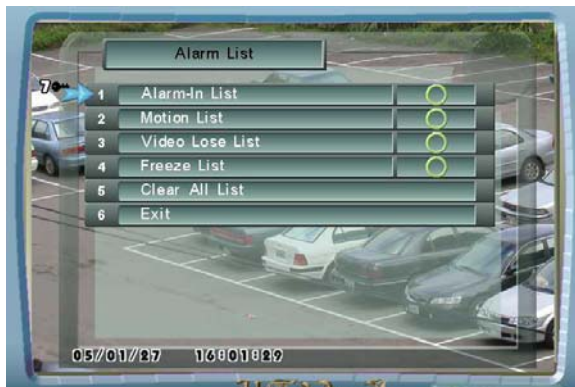 Alarm List
7
1 Alarm-In List
2 Motion List
3 Video Lose List
4 Freeze List
5 Clear All List
6 Exit
05/01/27 16:01:29